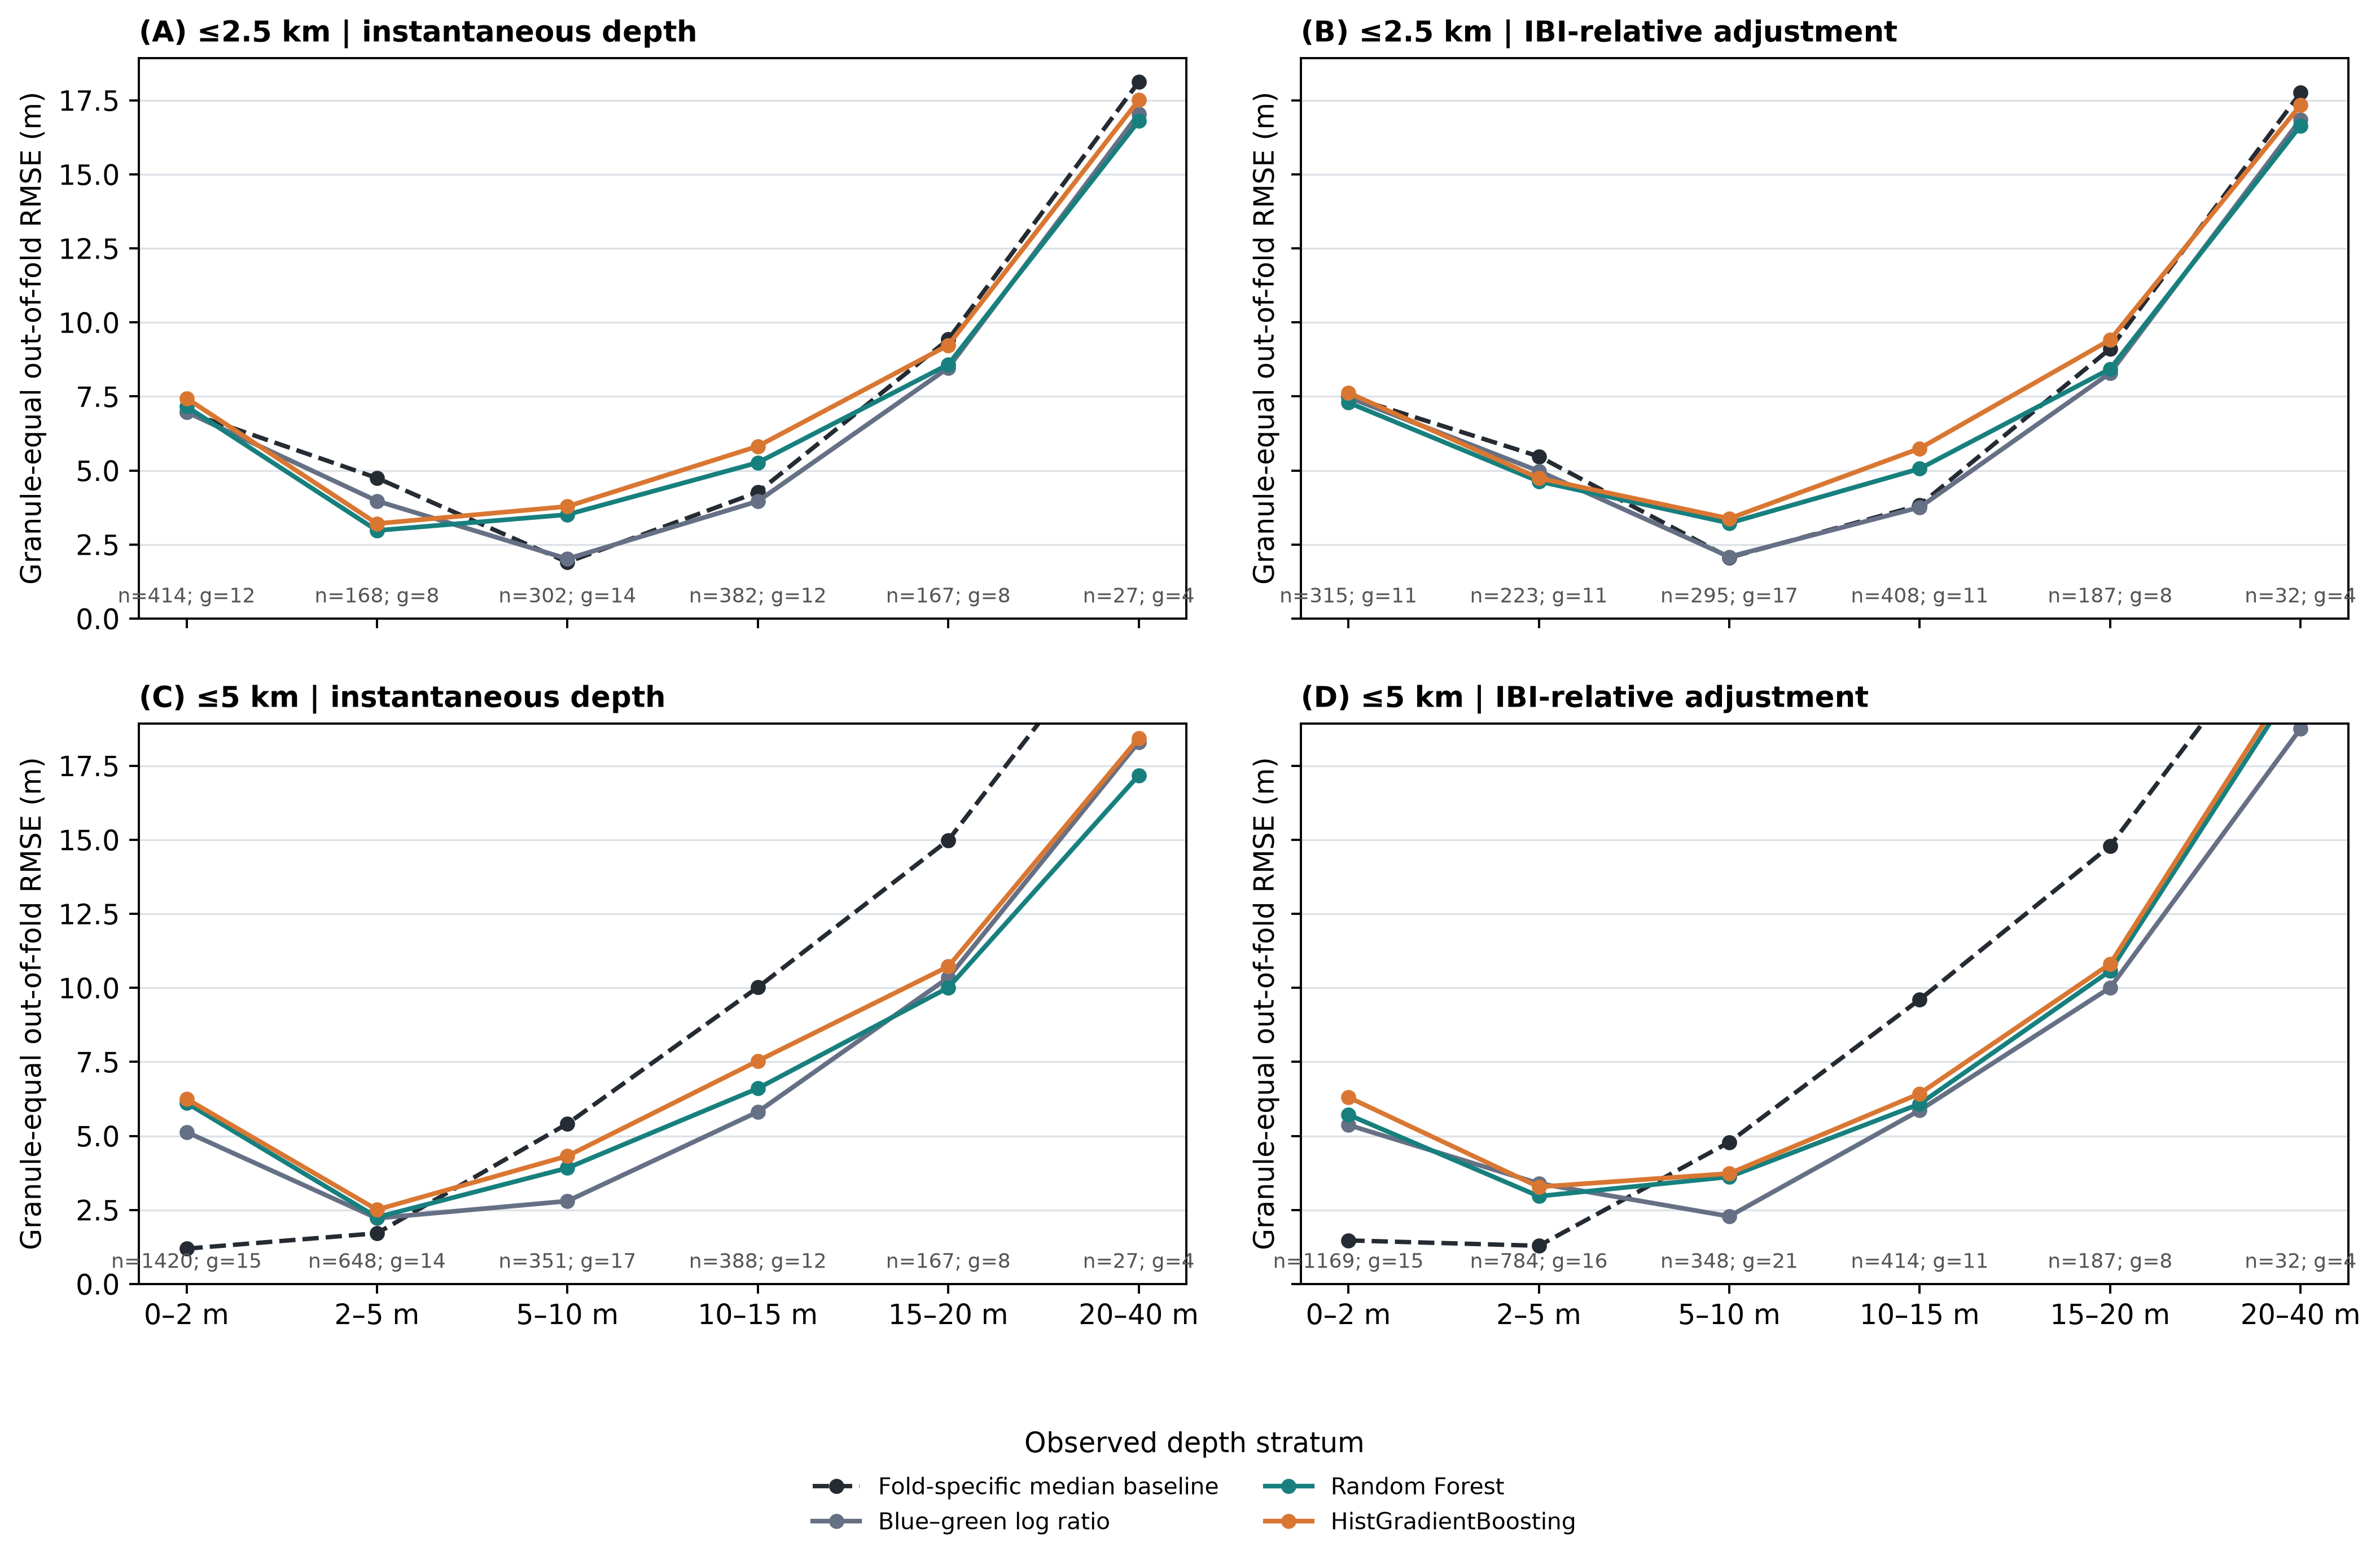 (A) ≤2.5 km | instantaneous depth
Granule-equal out-of-fold RMSE (m)
17.5
15.0
12.5
10.0
7.5
5.0
2.5
0.0
n=414; g=12
n=168; g=8
n=302; g=14
n=382; g=12
n=167; g=8
n=27; g=4
(B) ≤2.5 km | IBI-relative adjustment
Granule-equal out-of-fold RMSE (m)
n=315; g=11
n=223; g=11
n=295; g=17
n=408; g=11
n=187; g=8
n=32; g=4
(C) ≤5 km | instantaneous depth
Granule-equal out-of-fold RMSE (m)
17.5
15.0
12.5
10.0
7.5
5.0
2.5
0.0
n=1420; g=15
n=648; g=14
n=351; g=17
n=388; g=12
n=167; g=8
n=27; g=4
0–2 m
2–5 m
5–10 m
10–15 m
15–20 m
20–40 m
(D) ≤5 km | IBI-relative adjustment
Granule-equal out-of-fold RMSE (m)
n=1169; g=15
n=784; g=16
n=348; g=21
n=414; g=11
n=187; g=8
n=32; g=4
0–2 m
2–5 m
5–10 m
10–15 m
15–20 m
20–40 m
Observed depth stratum
Fold-specific median baseline
Blue–green log ratio
Random Forest
HistGradientBoosting